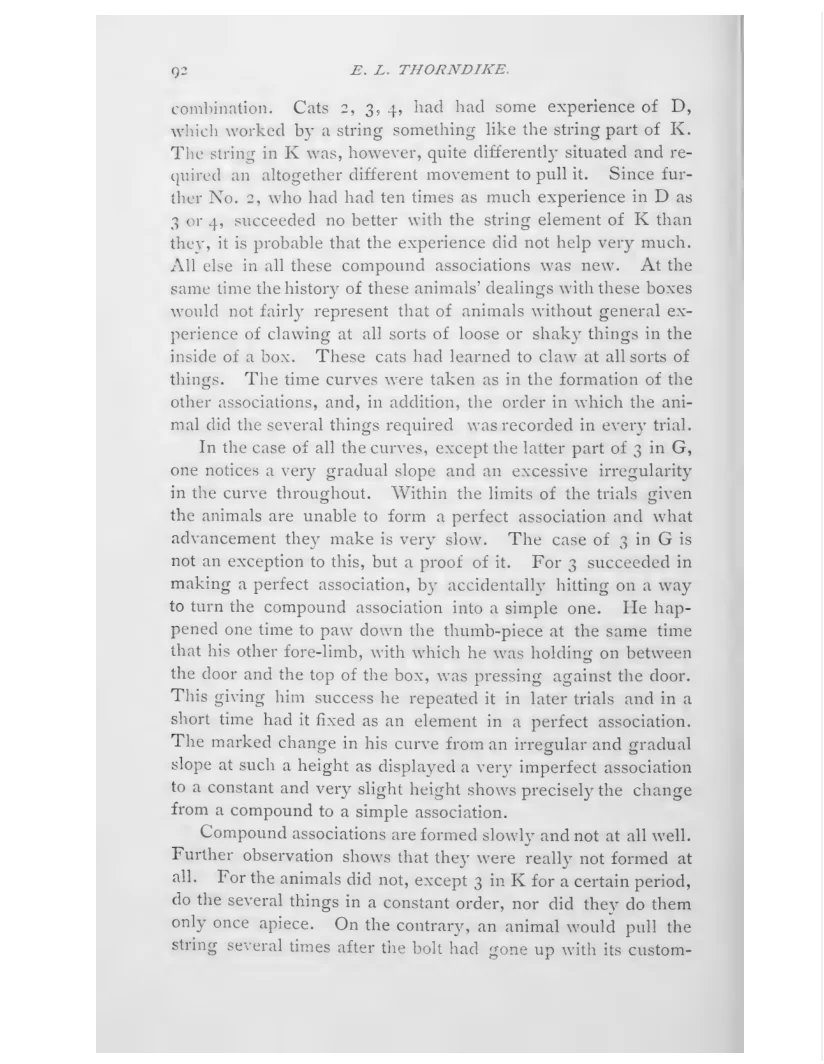 92
E. L. THORNDIKE.
combination. Cats 2, 3, 4, had had some experience of D,
which worked by a string something like the string part of K.
The string in K was, however, quite differently situated and re-
quired an altogether different movement to pull it. Since fur-
ther No. 2, who had had ten times as much experience in D as
3 or 4, succeeded no better with the string element of K than
they, it is probable that the experience did not help very much.
All else in all these compound associations was new. At the
same time the history of these animals' dealings with these boxes
would not fairly represent that of animals without general ex-
perience of clawing at all sorts of loose or shaky things in the
inside of a box. These cats had learned to claw at all sorts of
things. The time curves were taken as in the formation of the
other associations, and, in addition, the order in which the ani-
mal did the several things required was recorded in every trial.
In the case of all the curves, except the latter part of 3 in G,
one notices a very gradual slope and an excessive irregularity
in the curve throughout. Within the limits of the trials given
the animals are unable to form a perfect association and what
advancement they make is very slow. The case of 3 in G is
not an exception to this, but a proof of it. For 3 succeeded in
making a perfect association, by accidentally hitting on a way
to turn the compound association into a simple one. He hap-
pened one time to paw down the thumb-piece at the same time
that his other fore-limb, with which he was holding on between
the door and the top of the box, was pressing against the door.
This giving him success he repeated it in later trials and in a
short time had it fixed as an element in a perfect association.
The marked change in his curve from an irregular and gradual
slope at such a height as displayed a very imperfect association
to a constant and very slight height shows precisely the change
from a compound to a simple association.
Compound associations are formed slowly and not at all well.
Further observation shows that they were really not formed at
all. For the animals did not, except 3 in K for a certain period,
do the several things in a constant order, nor did they do them
only once apiece. On the contrary, an animal would pull the
string several times after the bolt had gone up with its custom-